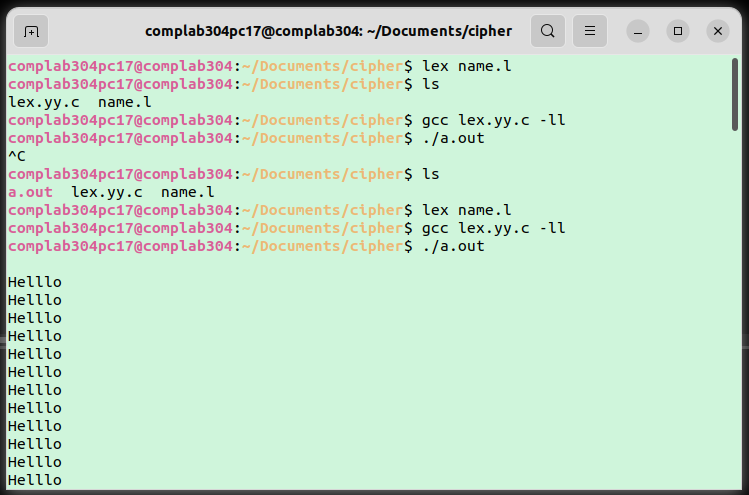 complab304pc17@complab304: ~/Documents/cipher
complab304pc17@complab304:~/Documents/cipher$ lex name.l
complab304pc17@complab304:~/Documents/cipher$ ls
lex.yy.c  name.l
complab304pc17@complab304:~/Documents/cipher$ gcc lex.yy.c -ll
complab304pc17@complab304:~/Documents/cipher$ ./a.out
^C
complab304pc17@complab304:~/Documents/cipher$ ls
a.out  lex.yy.c  name.l
complab304pc17@complab304:~/Documents/cipher$ lex name.l
complab304pc17@complab304:~/Documents/cipher$ gcc lex.yy.c -ll
complab304pc17@complab304:~/Documents/cipher$ ./a.out
Helllo
Helllo
Helllo
Helllo
Helllo
Helllo
Helllo
Helllo
Helllo
Helllo
Helllo
Helllo